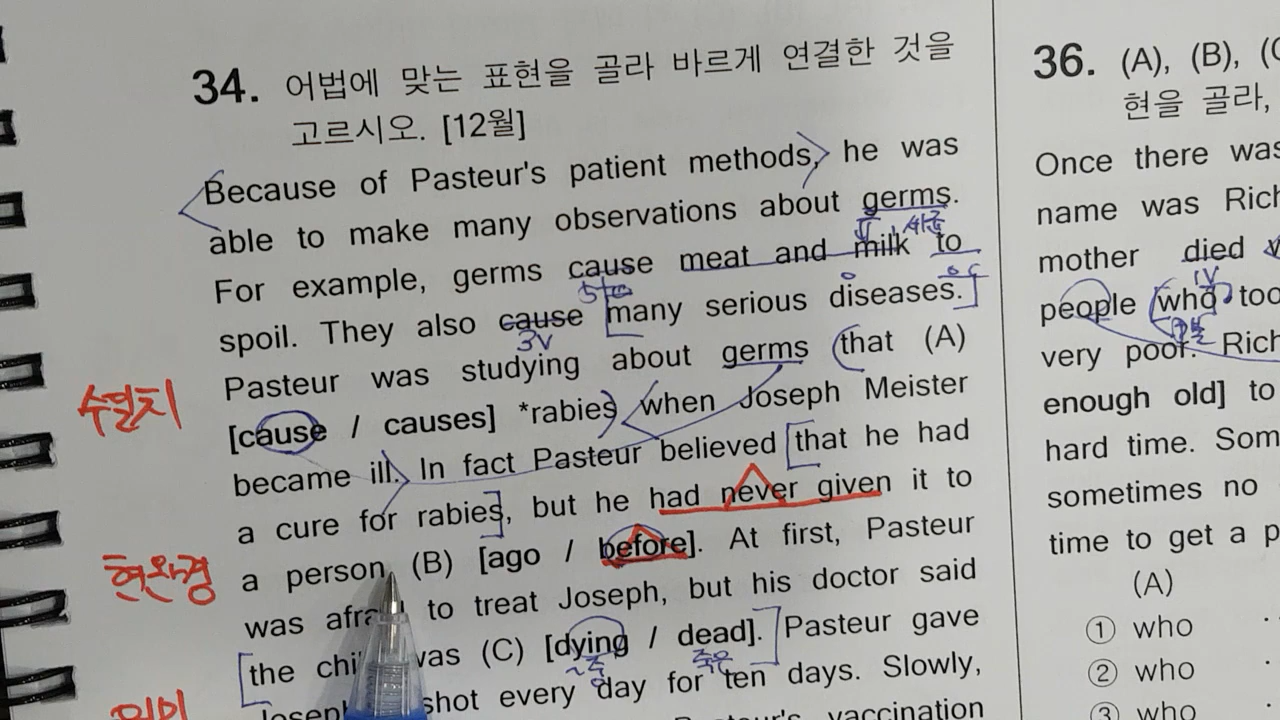 34. 어법에 맞는 표현을 골라 바르게 연결한 것을
고르시오. [12월]
Because of Pasteur's patient methods, he was
able to make many observations about germs.
For example, germs cause meat and milk to
spoil. They also cause many serious diseases.
3V
Pasteur was studying about germs that (A)
수일치
[cause / causes] *rabies when Joseph Meister
became ill. In fact Pasteur believed that he had
a cure for rabies, but he had never given it to
현완경
a person (B) [ago / before]. At first, Pasteur
was afra to treat Joseph, but his doctor said
the chi was (C) [dying / dead]. Pasteur gave
죽은
Josep shot every day for ten days. Slowly,
vaccination
36. (A), (B), (C
현을 골라,
Once there was
name was Rich
mother died
people who too
very poor. Rich
enough old] to
hard time. Som
sometimes no
time to get a p
(A)
① who
② who
③ who